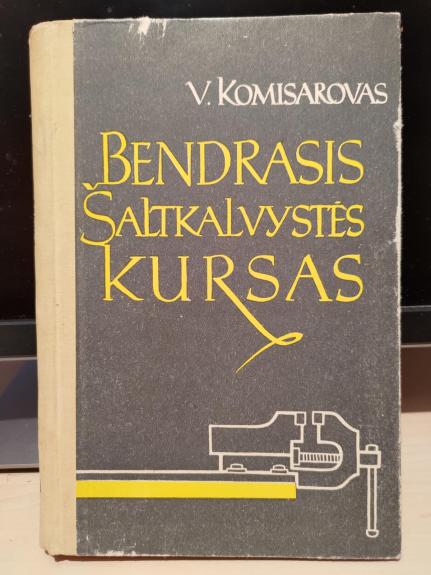 V. KOMISAROVAS
BENDRASIS
ŠALTKALVYSTĖS
KURSAS